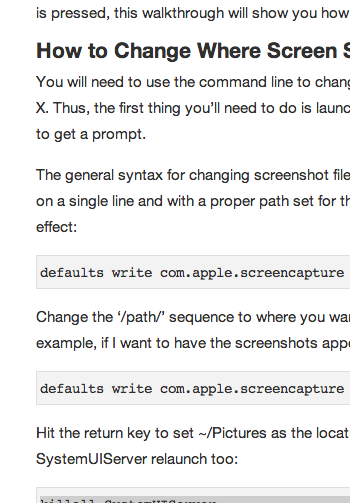 is pressed, this walkthrough will show you how
How to Change Where Screen S
You will need to use the command line to chang
X. Thus, the first thing you’ll need to do is launc
to get a prompt.
The general syntax for changing screenshot file
on a single line and with a proper path set for th
effect:
defaults write com.apple.screencapture
Change the ‘/path/’ sequence to where you wan
example, if I want to have the screenshots appe
defaults write com.apple.screencapture
Hit the return key to set ~/Pictures as the locat
SystemUIServer relaunch too:
killall SystemUIServer